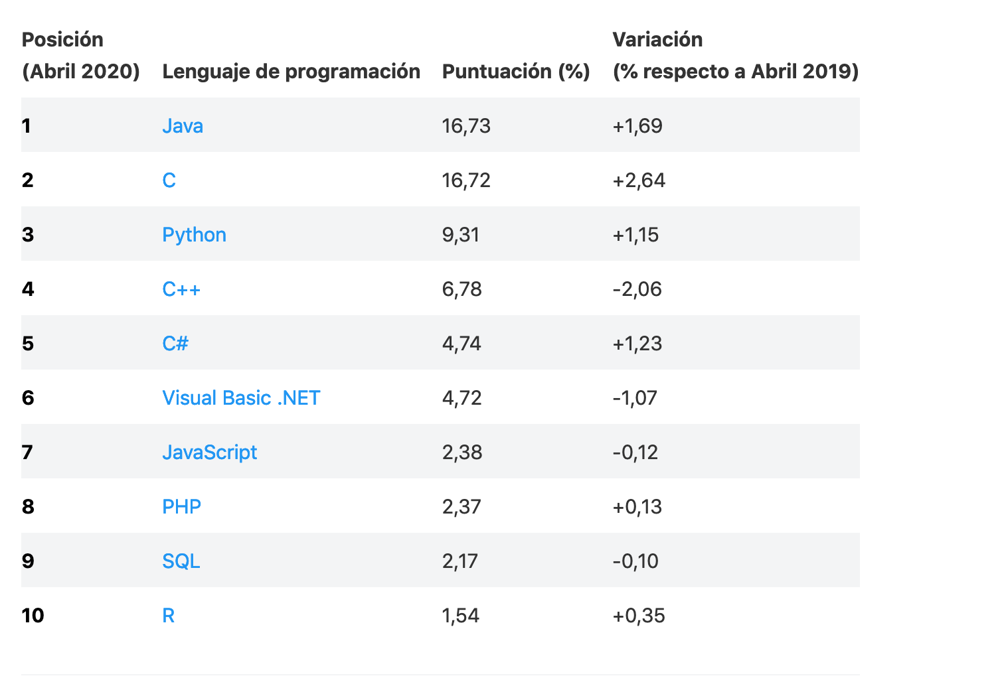 Posición
(Abril 2020) Lenguaje de programación Puntuación (%) Variación
(% respecto a Abril 2019)
1 Java 16,73 +1,69
2 C 16,72 +2,64
3 Python 9,31 +1,15
4 C++ 6,78 -2,06
5 C# 4,74 +1,23
6 Visual Basic .NET 4,72 -1,07
7 JavaScript 2,38 -0,12
8 PHP 2,37 +0,13
9 SQL 2,17 -0,10
10 R 1,54 +0,35